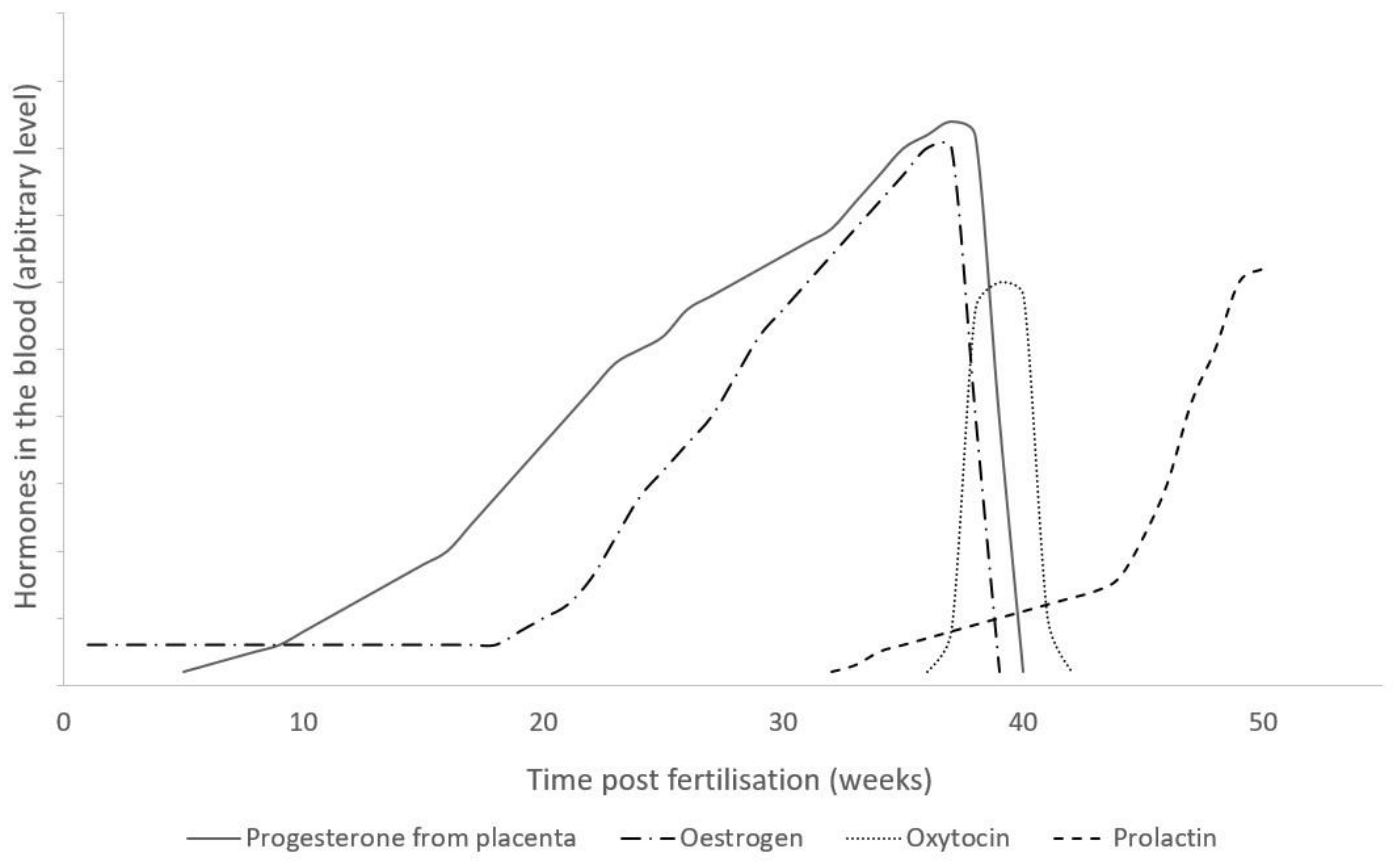 Hormones in the blood (arbitrary level)
0 10 20 30 40 50
Time post fertilisation (weeks)
Progesterone from placenta Oestrogen Oxytocin Prolactin